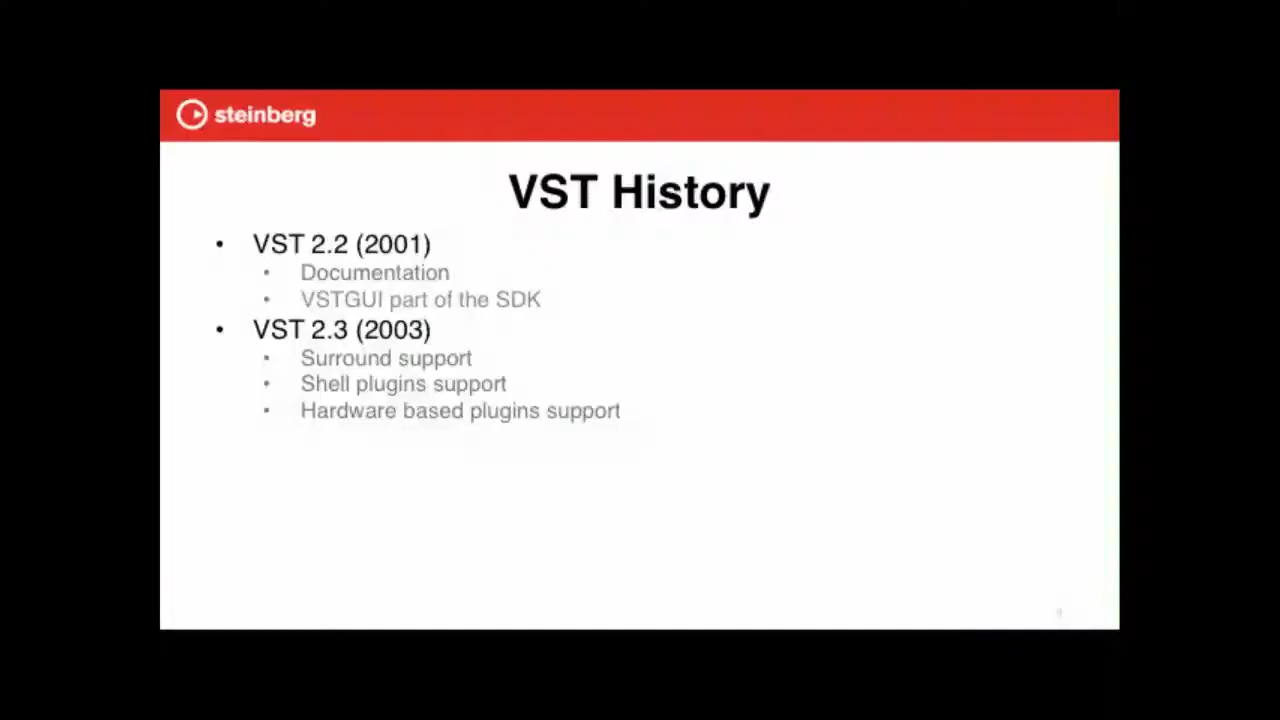 steinberg
VST History
• VST 2.2 (2001)
• Documentation
• VSTGUI part of the SDK
• VST 2.3 (2003)
• Surround support
• Shell plugins support
• Hardware based plugins support